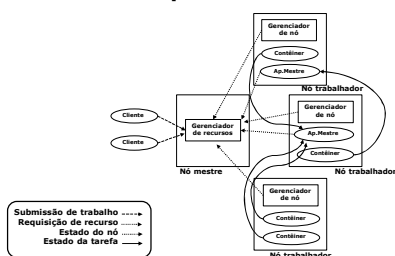 Gerenciador
de nó
Contêiner
Ap.Mestre
Nó trabalhador
Cliente
Cliente
Gerenciador
de recursos
Nó mestre
Gerenciador
de nó
Ap.Mestre
Contêiner
Nó trabalhador
Gerenciador
de nó
Contêiner
Contêiner
Nó trabalhador
Submissão de trabalho
Requisição de recurso
Estado do nó
Estado da tarefa